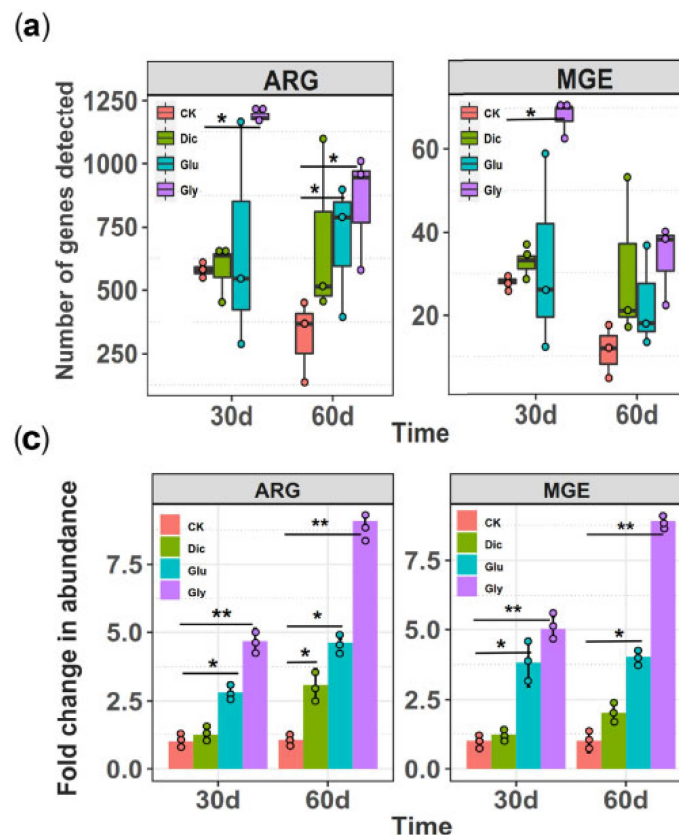 (a)
ARG
MGE
Number of genes detected
1250
1000
750
500
250
CK
Dic
Glu
Gly
*
*
*
60
40
20
CK
Dic
Glu
Gly
*
30d
60d
30d
60d
Time
(c)
ARG
MGE
Fold change in abundance
7.5
5.0
2.5
0.0
CK
Dic
Glu
Gly
**
*
**
*
*
7.5
5.0
2.5
0.0
CK
Dic
Glu
Gly
**
*
**
*
30d
60d
30d
60d
Time